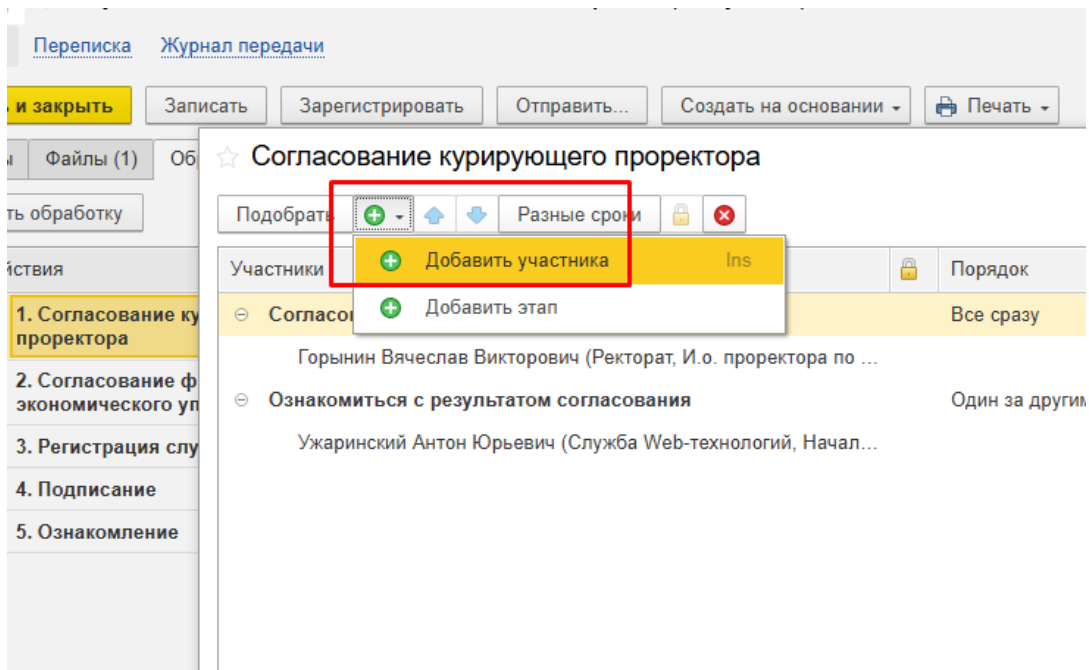 Переписка Журнал передачи
и закрыть Записать Зарегистрировать Отправить... Создать на основании Печать
Файлы (1) Об
Согласование курирующего проректора
ть обработку
Подобрать Разные сроки
йствия
Участники
Добавить участника Ins
Порядок
Добавить этап
1. Согласование ку
проректора
Согласо
Все сразу
Горынин Вячеслав Викторович (Ректорат, И.о. проректора по ...
2. Согласование ф
экономического уп
Ознакомиться с результатом согласования
Один за другим
3. Регистрация слу
Ужаринский Антон Юрьевич (Служба Web-технологий, Начал...
4. Подписание
5. Ознакомление